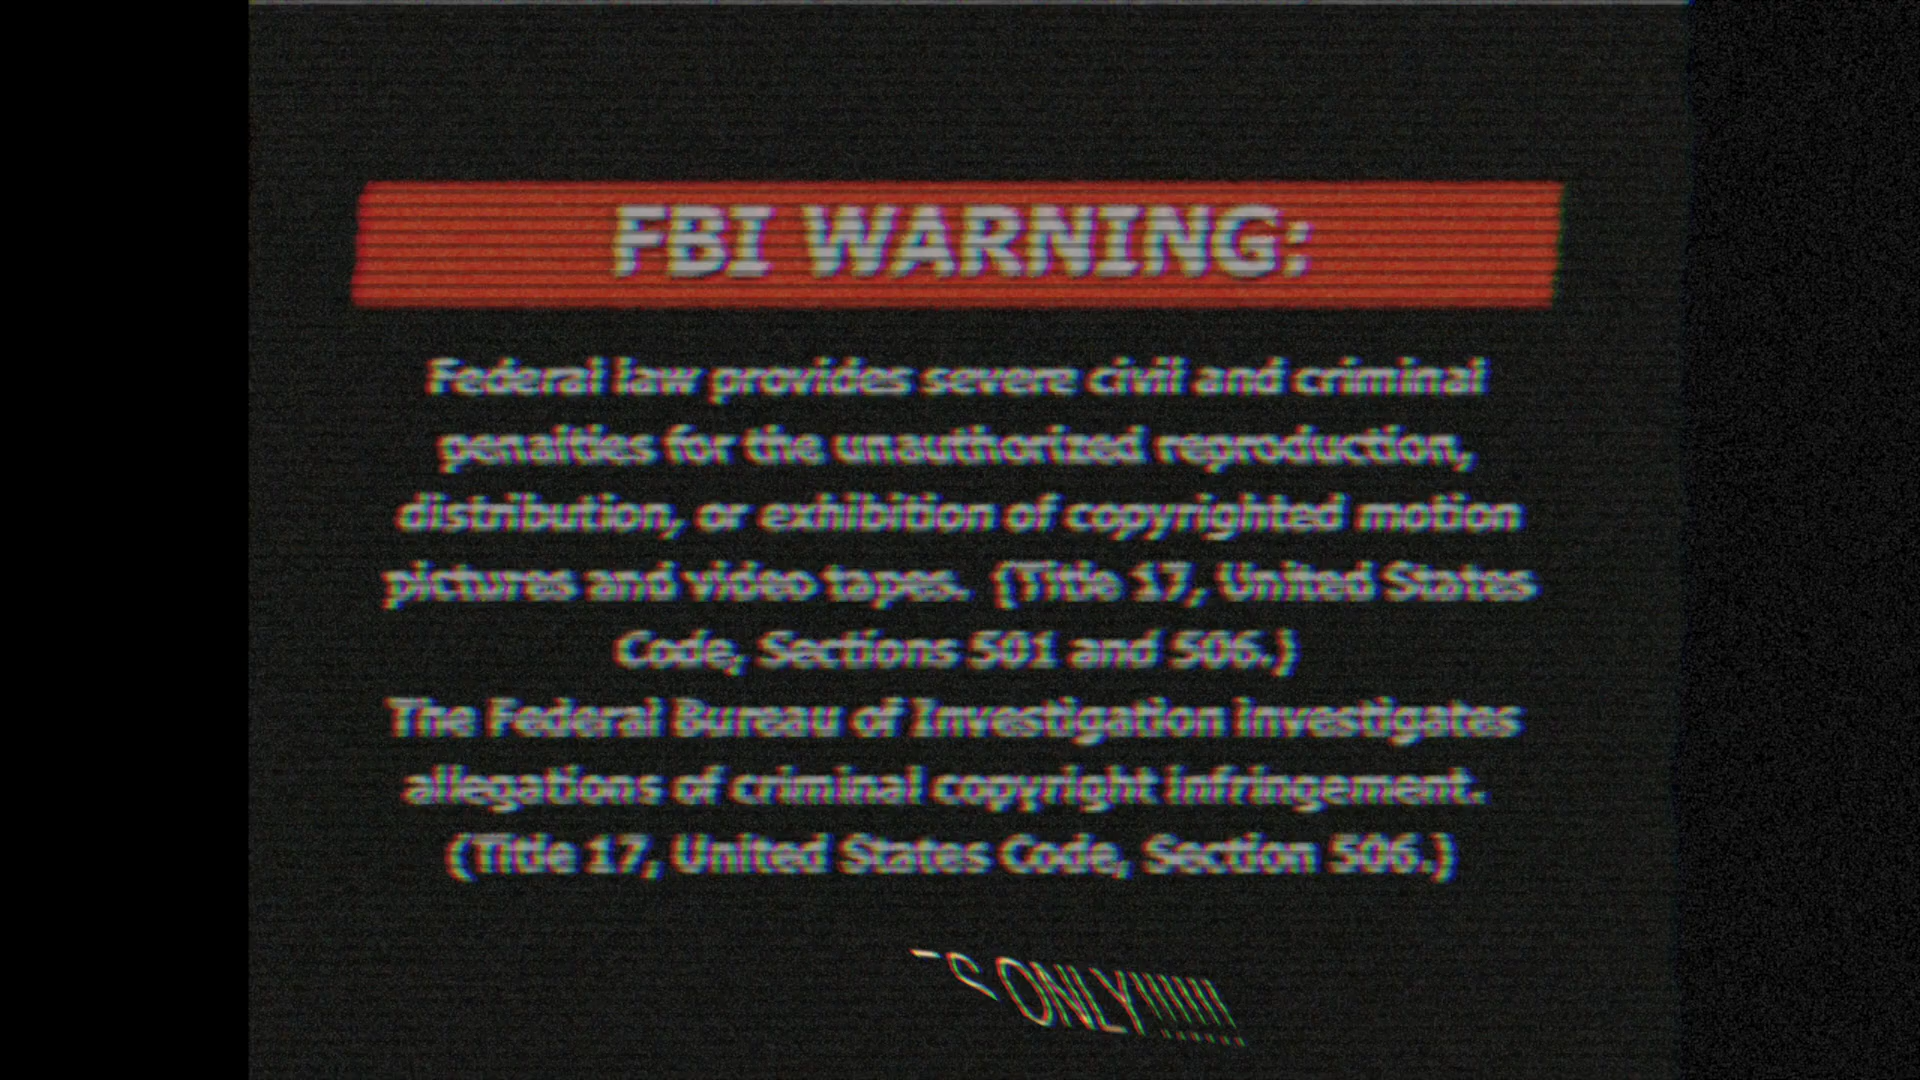 FBI WARNING:
Federal law provides severe civil and criminal
penalties for the unauthorized reproduction,
distribution, or exhibition of copyrighted motion
pictures and video tapes. (Title 17, United States
Code, Sections 501 and 506.)
The Federal Bureau of Investigation investigates
allegations of criminal copyright infringement.
(Title 17, United States Code, Section 506.)
ONLY!!!!!!